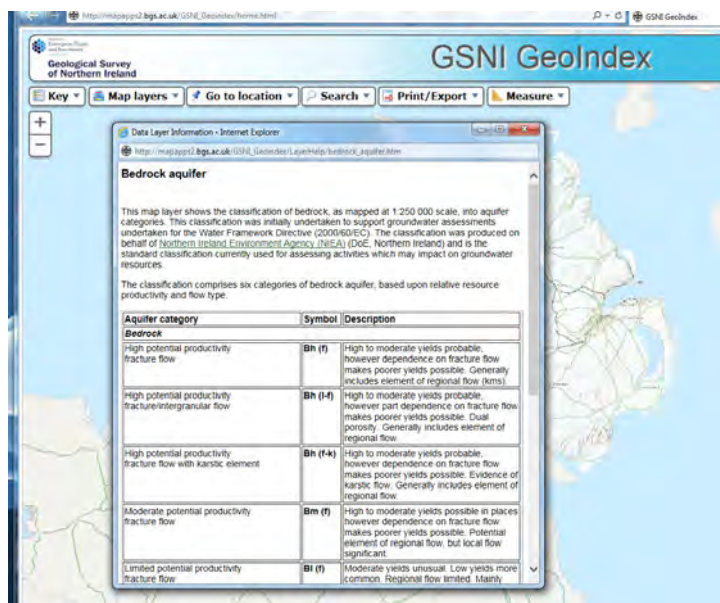 http://mapapps2.bgs.ac.uk/GSNI_Geoindex/home.html
GSNI GeoIndex
Geological Survey
of Northern Ireland
GSNI GeoIndex
Key
Map layers
Go to location
Search
Print/Export
Measure
+
−
Data Layer Information - Internet Explorer
http://mapapps2.bgs.ac.uk/GSNI_Geoindex/LayerHelp/bedrock_aquifer.htm
Bedrock aquifer
This map layer shows the classification of bedrock, as mapped at 1:250 000 scale, into aquifer
categories. This classification was initially undertaken to support groundwater assessments
undertaken for the Water Framework Directive (2000/60/EC). The classification was produced on
behalf of Northern Ireland Environment Agency (NIEA) (DoE, Northern Ireland) and is the
standard classification currently used for assessing activities which may impact on groundwater
resources.
The classification comprises six categories of bedrock aquifer, based upon relative resource
productivity and flow type.
Aquifer category Symbol Description
Bedrock
High potential productivity
fracture flow
Bh (f)
High to moderate yields probable,
however dependence on fracture flow
makes poorer yields possible. Generally
includes element of regional flow (kms).
High potential productivity
fracture/intergranular flow
Bh (I-f)
High to moderate yields probable,
however part dependence on fracture flow
makes poorer yields possible. Dual
porosity. Generally includes element of
regional flow.
High potential productivity
fracture flow with karstic element
Bh (f-k)
High to moderate yields probable,
however dependence on fracture flow
makes poorer yields possible. Evidence of
karstic flow. Generally includes element of
regional flow.
Moderate potential productivity
fracture flow
Bm (f)
High to moderate yields possible in places
however dependence on fracture flow
makes poorer yields possible. Potential
element of regional flow, but local flow
significant.
Limited potential productivity
fracture flow
Bl (f)
Moderate yields unusual. Low yields more
common. Regional flow limited. Mainly